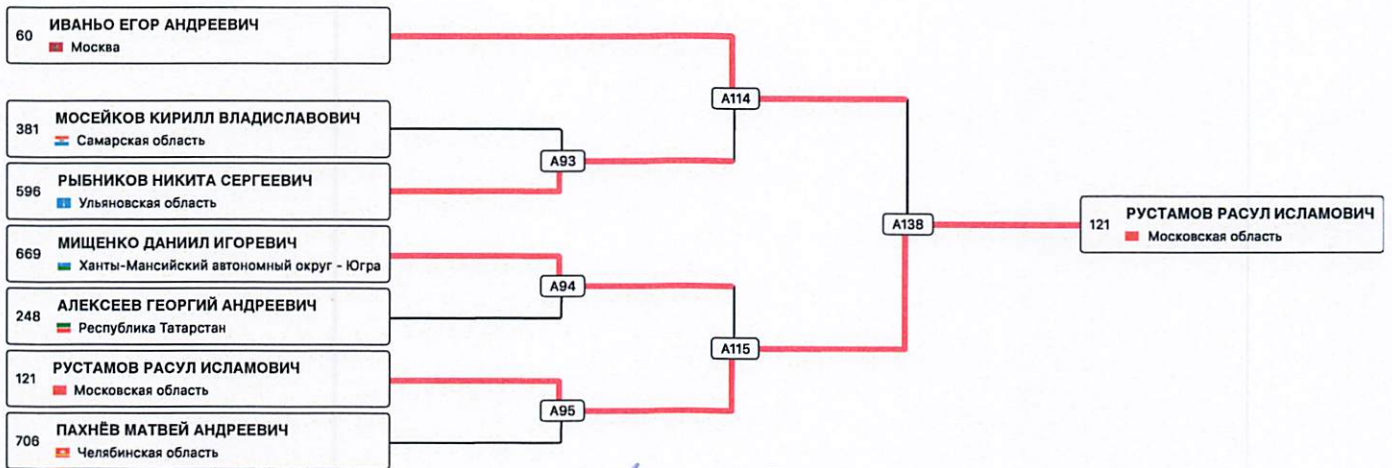 60 ИВАНЬО ЕГОР АНДРЕЕВИЧ
Москва
381 МОСЕЙКОВ КИРИЛЛ ВЛАДИСЛАВОВИЧ
Самарская область
596 РЫБНИКОВ НИКИТА СЕРГЕЕВИЧ
Ульяновская область
669 МИЩЕНКО ДАНИИЛ ИГОРЕВИЧ
Ханты-Мансийский автономный округ - Югра
248 АЛЕКСЕЕВ ГЕОРГИЙ АНДРЕЕВИЧ
Республика Татарстан
121 РУСТАМОВ РАСУЛ ИСЛАМОВИЧ
Московская область
706 ПАХНЁВ МАТВЕЙ АНДРЕЕВИЧ
Челябинская область
A93
A94
A95
A114
A115
A138
121 РУСТАМОВ РАСУЛ ИСЛАМОВИЧ
Московская область